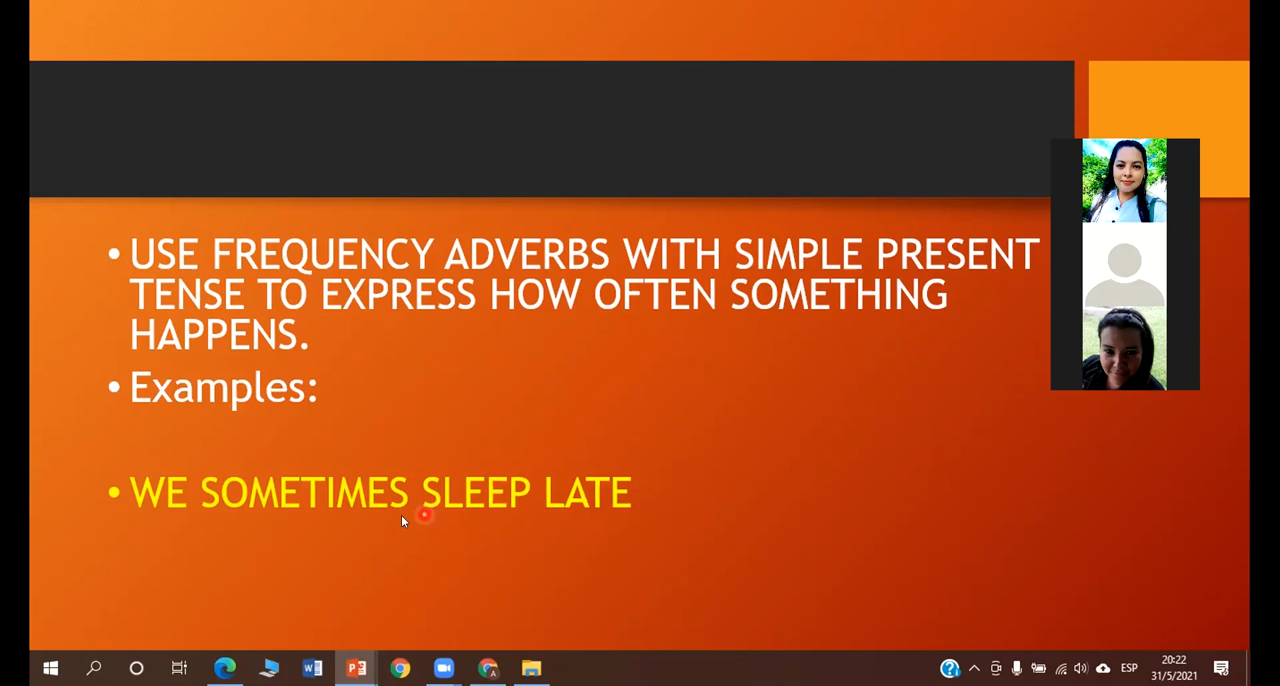 • USE FREQUENCY ADVERBS WITH SIMPLE PRESENT
TENSE TO EXPRESS HOW OFTEN SOMETHING
HAPPENS.
• Examples:
• WE SOMETIMES SLEEP LATE
ESP
20:22
31/5/2021